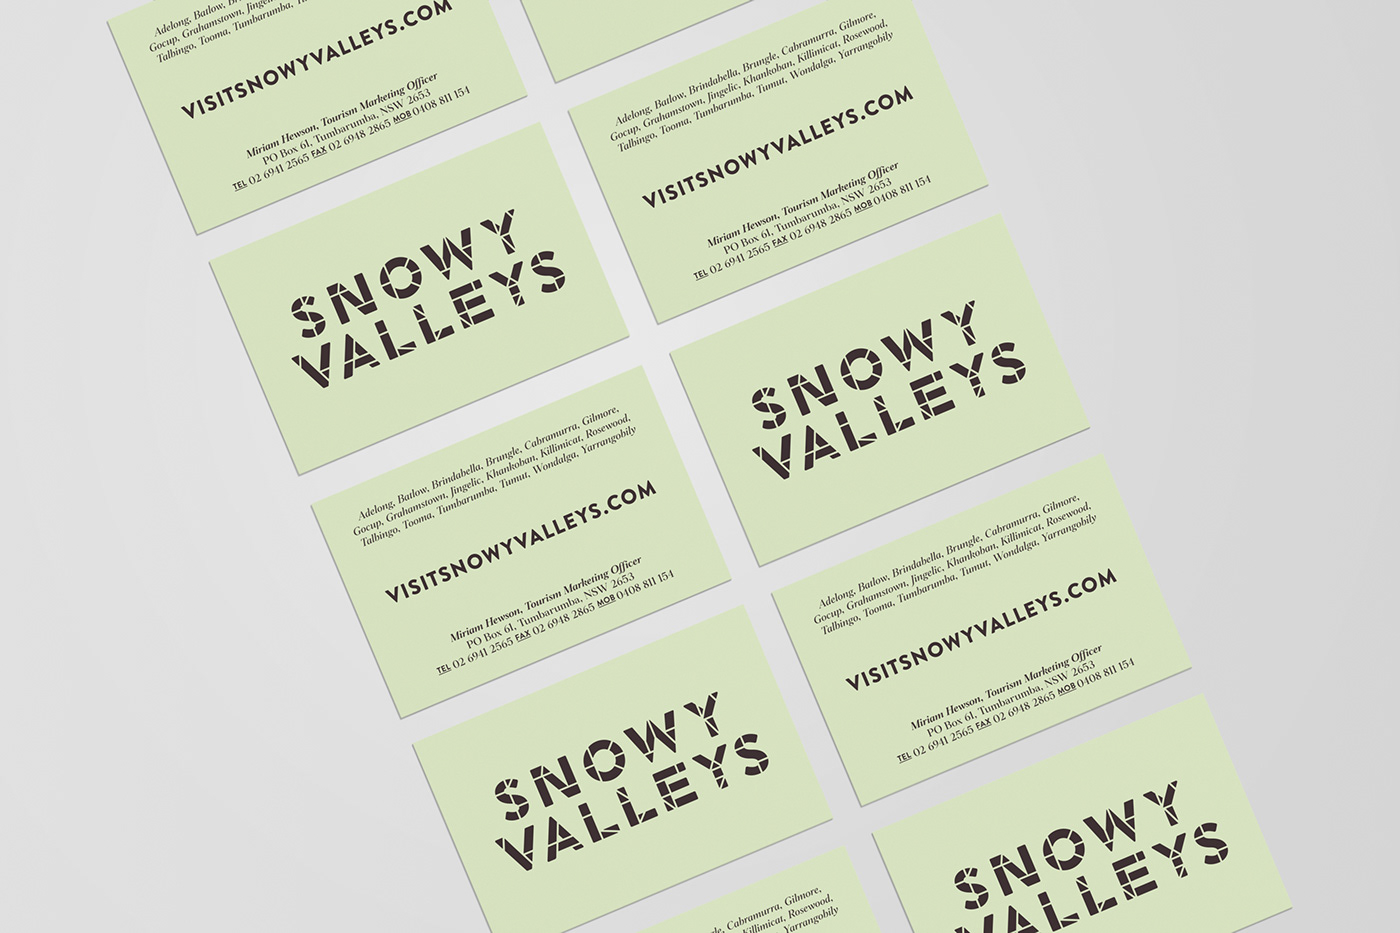 Adelong, Batlow,
Gocup, Grahamstown, Jingelic
Talbingo, Tooma, Tumbarumba,
VISITSNOWYVALLEYS.COM
Miriam Hewson, Tourism Marketing Officer
PO Box 61, Tumbarumba, NSW 2653
TEL 02 6941 2565 FAX 02 6948 2865 MOB 0408 811 154
Adelong, Batlow, Brindabella, Brungle, Cabramurra, Gilmore,
Gocup, Grahamstown, Jingelic, Khankoban, Killimicat, Rosewood,
Talbingo, Tooma, Tumbarumba, Tumut, Wondalga, Yarrangobily
VISITSNOWYVALLEYS.COM
Miriam Hewson, Tourism Marketing Officer
PO Box 61, Tumbarumba, NSW 2653
TEL 02 6941 2565 FAX 02 6948 2865 MOB 0408 811 154
SNOWY
VALLEYS
SNOWY
VALLEYS
Adelong, Batlow, Brindabella, Brungle, Cabramurra, Gilmore,
Gocup, Grahamstown, Jingelic, Khankoban, Killimicat, Rosewood,
Talbingo, Tooma, Tumbarumba, Tumut, Wondalga, Yarrangobily
VISITSNOWYVALLEYS.COM
Miriam Hewson, Tourism Marketing Officer
PO Box 61, Tumbarumba, NSW 2653
TEL 02 6941 2565 FAX 02 6948 2865 MOB 0408 811 154
Adelong, Batlow, Brindabella, Brungle, Cabramurra, Gilmore,
Gocup, Grahamstown, Jingelic, Khankoban, Killimicat, Rosewood,
Talbingo, Tooma, Tumbarumba, Tumut, Wondalga, Yarrangobily
VISITSNOWYVALLEYS.COM
Miriam Hewson, Tourism Marketing Officer
PO Box 61, Tumbarumba, NSW 2653
TEL 02 6941 2565 FAX 02 6948 2865 MOB 0408 811 154
SNOWY
VALLEYS
SNOWY
VALLEYS
Cabramurra, Gilmore,
Killimicat, Rosewood,
Wondalga, Yarrangobily